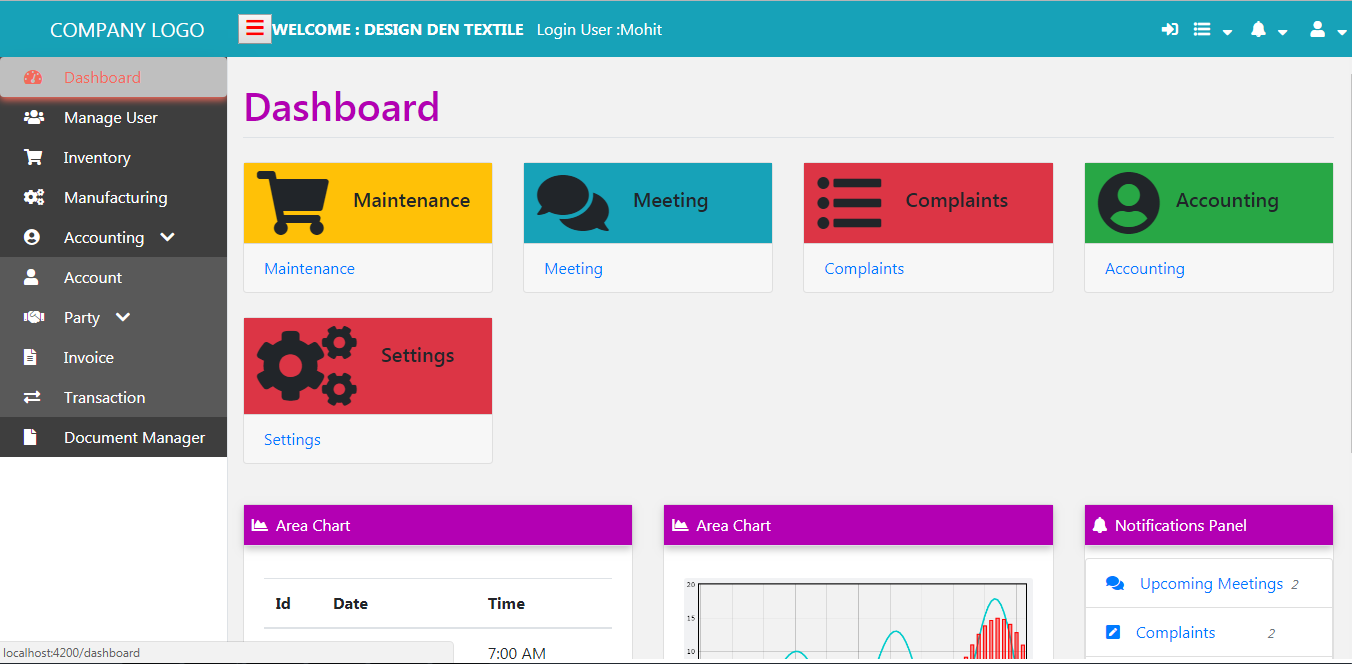 COMPANY LOGO
WELCOME : DESIGN DEN TEXTILE Login User :Mohit
Dashboard
Manage User
Inventory
Manufacturing
Accounting
Account
Party
Invoice
Transaction
Document Manager
Dashboard
Maintenance
Maintenance
Meeting
Meeting
Complaints
Complaints
Accounting
Accounting
Settings
Settings
Area Chart
Id Date Time
7:00 AM
Area Chart
20
15
10
Notifications Panel
Upcoming Meetings 2
Complaints 2
localhost:4200/dashboard